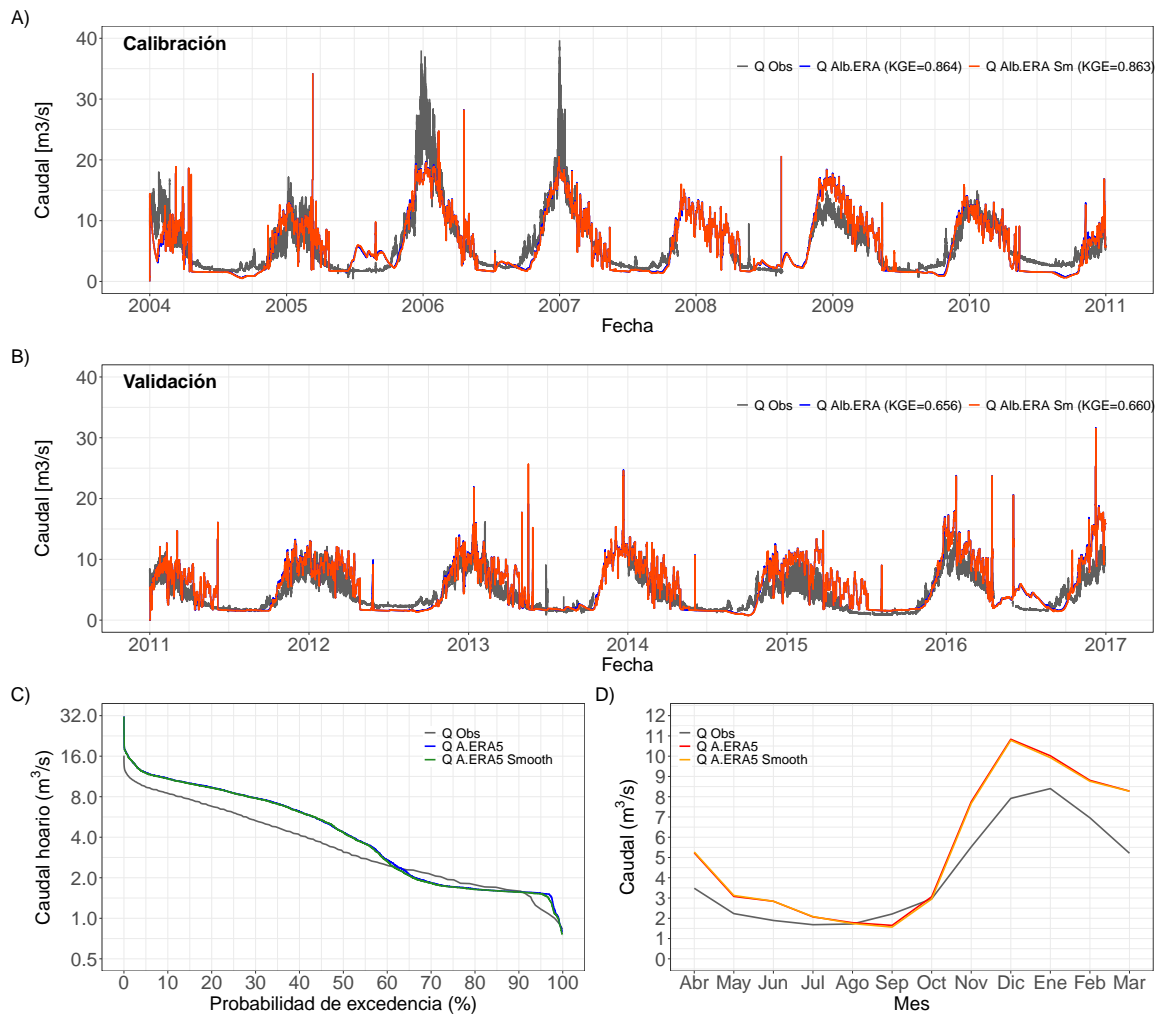 A)
Calibración
Q Obs Q Alb.ERA (KGE=0.864) Q Alb.ERA Sm (KGE=0.863)
Caudal [m3/s]
40
30
20
10
0
2004 2005 2006 2007 2008 2009 2010 2011
Fecha
B)
Validación
Q Obs Q Alb.ERA (KGE=0.656) Q Alb.ERA Sm (KGE=0.660)
Caudal [m3/s]
40
30
20
10
0
2011 2012 2013 2014 2015 2016 2017
Fecha
C)
Q Obs
Q A.ERA5
Q A.ERA5 Smooth
Caudal hoario (m³/s)
32.0
16.0
8.0
4.0
2.0
1.0
0.5
0 10 20 30 40 50 60 70 80 90 100
Probabilidad de excedencia (%)
D)
Q Obs
Q A.ERA5
Q A.ERA5 Smooth
Caudal (m³/s)
12
11
10
9
8
7
6
5
4
3
2
1
0
Abr May Jun Jul Ago Sep Oct Nov Dic Ene Feb Mar
Mes